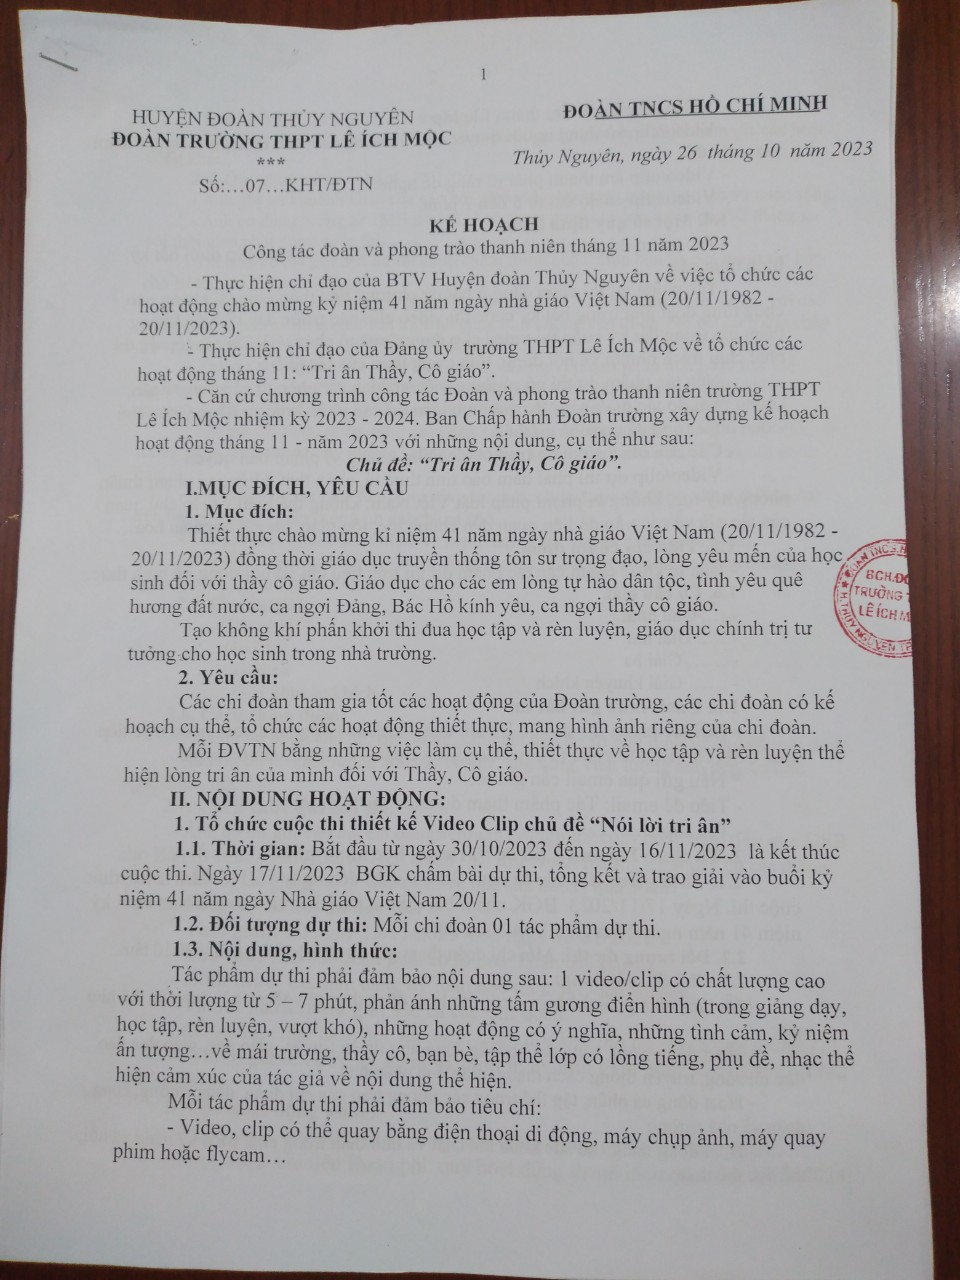 1
HUYỆN ĐOÀN THỦY NGUYÊN
ĐOÀN TRƯỜNG THPT LÊ ÍCH MỘC
***
Số:...07...KHT/ĐTN
ĐOÀN TNCS HỒ CHÍ MINH
Thủy Nguyên, ngày 26 tháng 10 năm 2023
KẾ HOẠCH
Công tác đoàn và phong trào thanh niên tháng 11 năm 2023
- Thực hiện chỉ đạo của BTV Huyện đoàn Thủy Nguyên về việc tổ chức các
hoạt động chào mừng kỷ niệm 41 năm ngày nhà giáo Việt Nam (20/11/1982 -
20/11/2023).
- Thực hiện chỉ đạo của Đảng ủy trường THPT Lê Ích Mộc về tổ chức các
hoạt động tháng 11: “Tri ân Thầy, Cô giáo”.
- Căn cứ chương trình công tác Đoàn và phong trào thanh niên trường THPT
Lê Ích Mộc nhiệm kỳ 2023 - 2024. Ban Chấp hành Đoàn trường xây dựng kế hoạch
hoạt động tháng 11 - năm 2023 với những nội dung, cụ thể như sau:
Chủ đề: “Tri ân Thầy, Cô giáo”.
I.MỤC ĐÍCH, YÊU CẦU
1. Mục đích:
Thiết thực chào mừng kỉ niệm 41 năm ngày nhà giáo Việt Nam (20/11/1982 -
20/11/2023) đồng thời giáo dục truyền thống tôn sư trọng đạo, lòng yêu mến của học
sinh đối với thầy cô giáo. Giáo dục cho các em lòng tự hào dân tộc, tình yêu quê
hương đất nước, ca ngợi Đảng, Bác Hồ kính yêu, ca ngợi thầy cô giáo.
Tạo không khí phấn khởi thi đua học tập và rèn luyện, giáo dục chính trị tư
tưởng cho học sinh trong nhà trường.
2. Yêu cầu:
Các chi đoàn tham gia tốt các hoạt động của Đoàn trường, các chi đoàn có kế
hoạch cụ thể, tổ chức các hoạt động thiết thực, mang hình ảnh riêng của chi đoàn.
Mỗi ĐVTN bằng những việc làm cụ thể, thiết thực về học tập và rèn luyện thể
hiện lòng tri ân của mình đối với Thầy, Cô giáo.
II. NỘI DUNG HOẠT ĐỘNG:
1. Tổ chức cuộc thi thiết kế Video Clip chủ đề “Nói lời tri ân”
1.1. Thời gian: Bắt đầu từ ngày 30/10/2023 đến ngày 16/11/2023 là kết thúc
cuộc thi. Ngày 17/11/2023 BGK chấm bài dự thi, tổng kết và trao giải vào buổi kỷ
niệm 41 năm ngày Nhà giáo Việt Nam 20/11.
1.2. Đối tượng dự thi: Mỗi chi đoàn 01 tác phẩm dự thi.
1.3. Nội dung, hình thức:
Tác phẩm dự thi phải đảm bảo nội dung sau: 1 video/clip có chất lượng cao
với thời lượng từ 5 – 7 phút, phản ánh những tấm gương điển hình (trong giảng dạy,
học tập, rèn luyện, vượt khó), những hoạt động có ý nghĩa, những tình cảm, kỷ niệm
ấn tượng...về mái trường, thầy cô, bạn bè, tập thể lớp có lồng tiếng, phụ đề, nhạc thể
hiện cảm xúc của tác giả về nội dung thể hiện.
Mỗi tác phẩm dự thi phải đảm bảo tiêu chí:
- Video, clip có thể quay bằng điện thoại di động, máy chụp ảnh, máy quay
phim hoặc flycam...
BCH.ĐO
TRƯỜNG T
LÊ ÍCH M